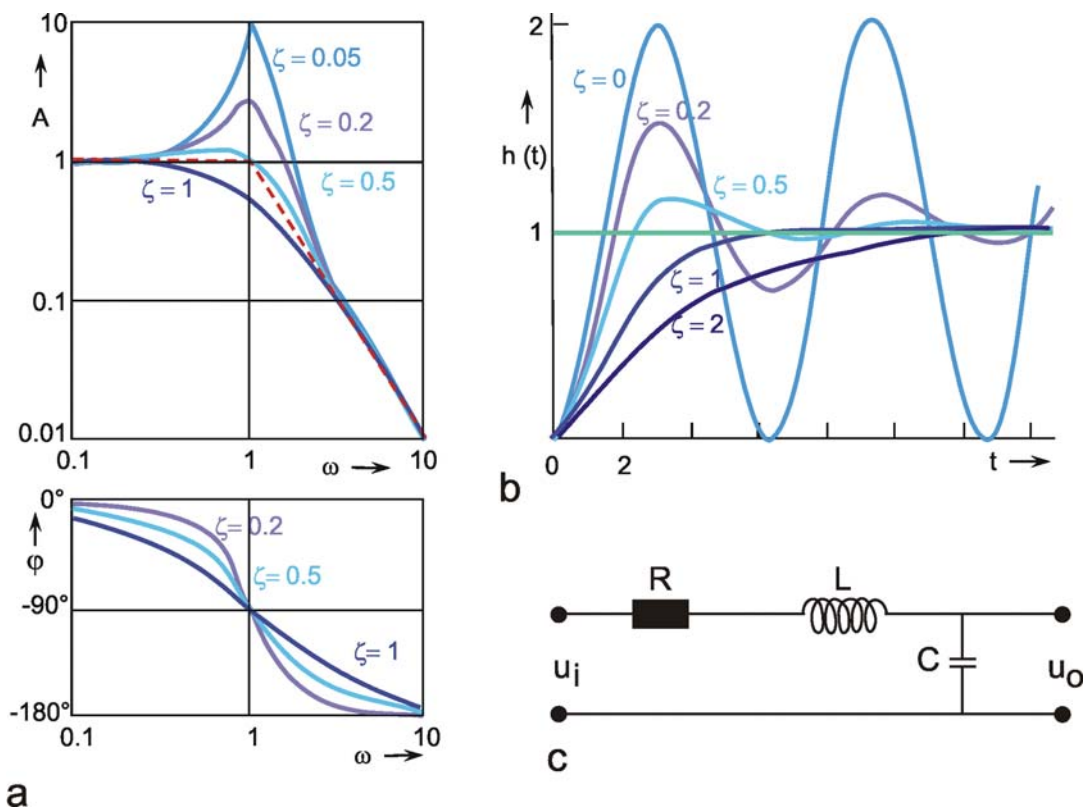 10
A
1
0.1
0.01
0.1
1
ω
10
ζ = 0.05
ζ = 0.2
ζ = 0.5
ζ = 1
0°
φ
-90°
-180°
0.1
1
ω
10
ζ= 0.2
ζ= 0.5
ζ= 1
a
2
h (t)
1
0
2
t
ζ= 0
ζ= 0.2
ζ = 0.5
ζ= 1
ζ = 2
b
R
L
C
ui
uo
c